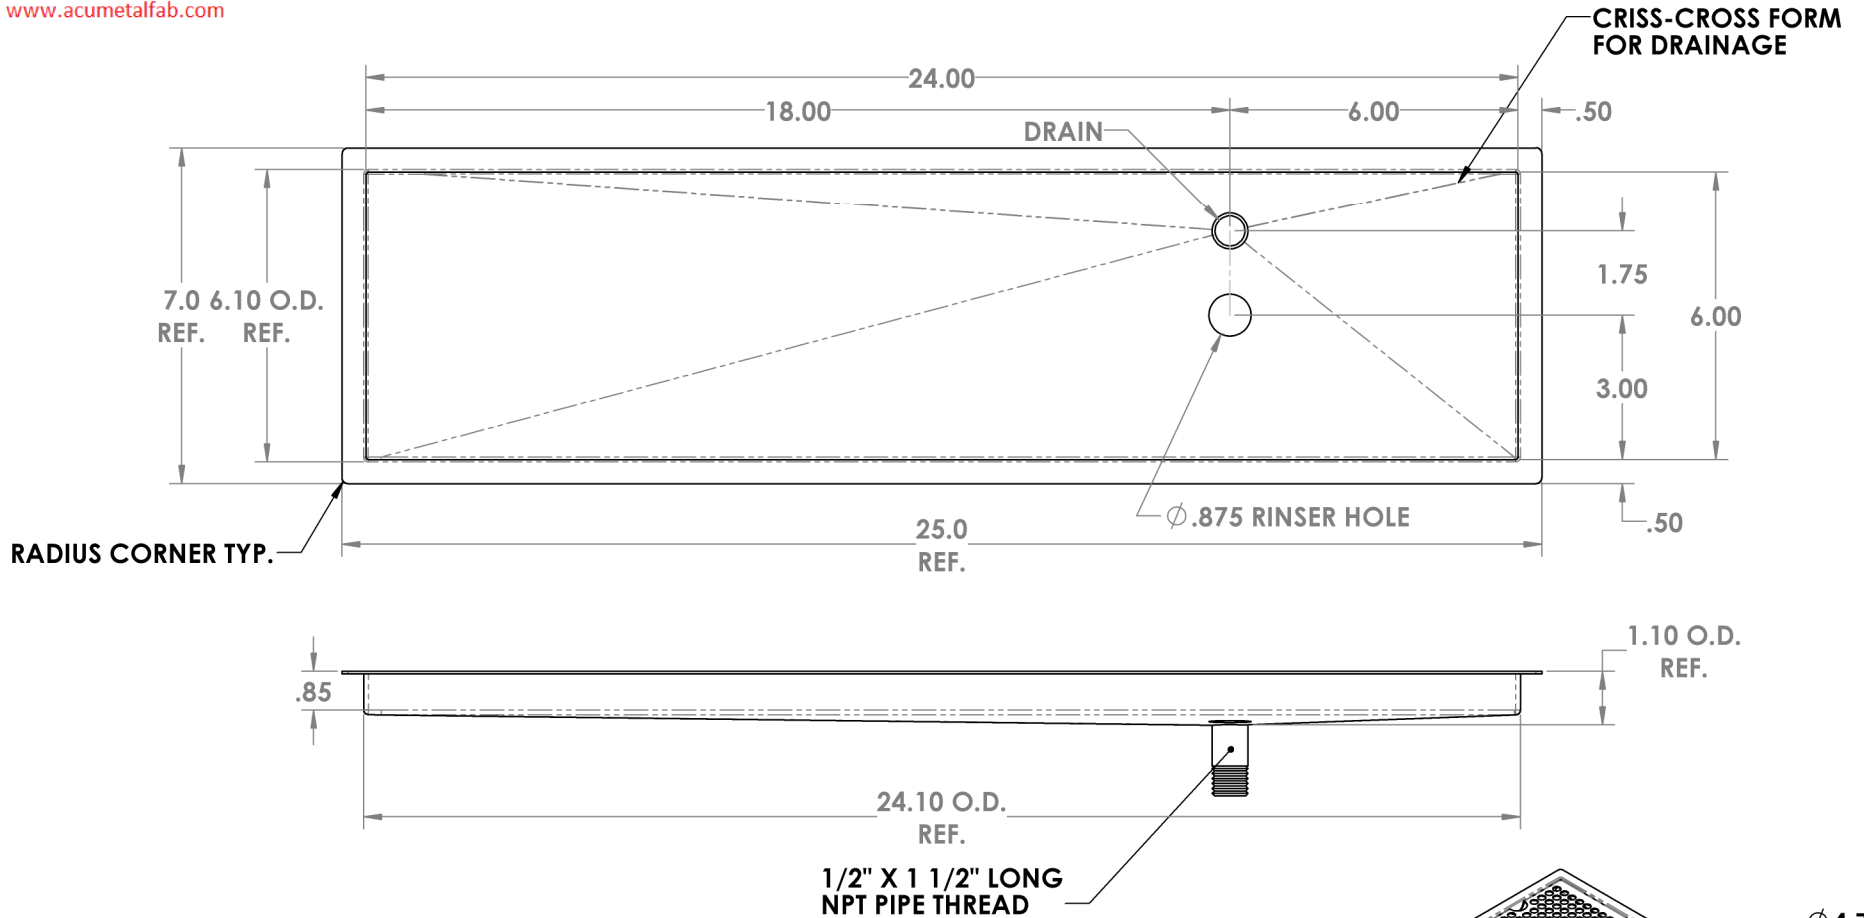 www.acumetalfab.com
CRISS-CROSS FORM
FOR DRAINAGE
24.00
18.00
6.00
.50
DRAIN
7.0
REF.
6.10 O.D.
REF.
1.75
6.00
3.00
Ø.875 RINSER HOLE
.50
25.0
REF.
RADIUS CORNER TYP.
1.10 O.D.
REF.
.85
24.10 O.D.
REF.
1/2" X 1 1/2" LONG
NPT PIPE THREAD